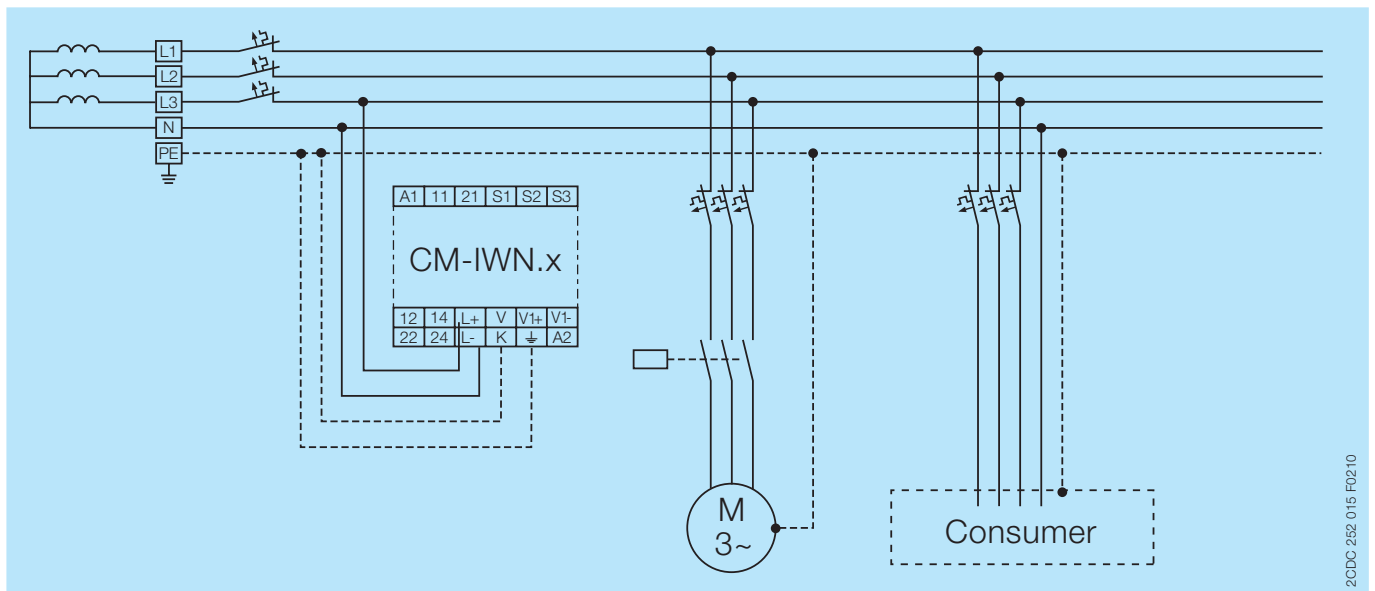 L1
L2
L3
N
PE
A1 11 21 S1 S2 S3
CM-IWN.x
12 14 L+ V V1+ V1-
22 24 L- K A2
M
3~
Consumer
2CDC 252 015 F0210